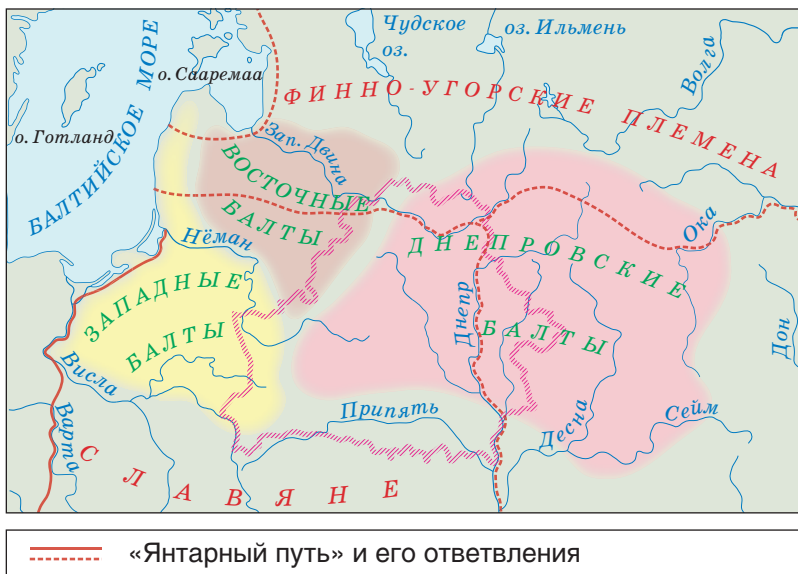 Чудское
оз.
оз. Ильмень
Волга
о. Сааремаа
ФИННО-УГОРСКИЕ ПЛЕМЕНА
о. Готланд
БАЛТИЙСКОЕ МОРЕ
Зап. Двина
ВОСТОЧНЫЕ
БАЛТЫ
Нёман
ДНЕПРОВСКИЕ
БАЛТЫ
Ока
ЗАПАДНЫЕ
БАЛТЫ
Днепр
Дон
Висла
Варта
Припять
Десна
Сейм
СЛАВЯНЕ
«Янтарный путь» и его ответвления